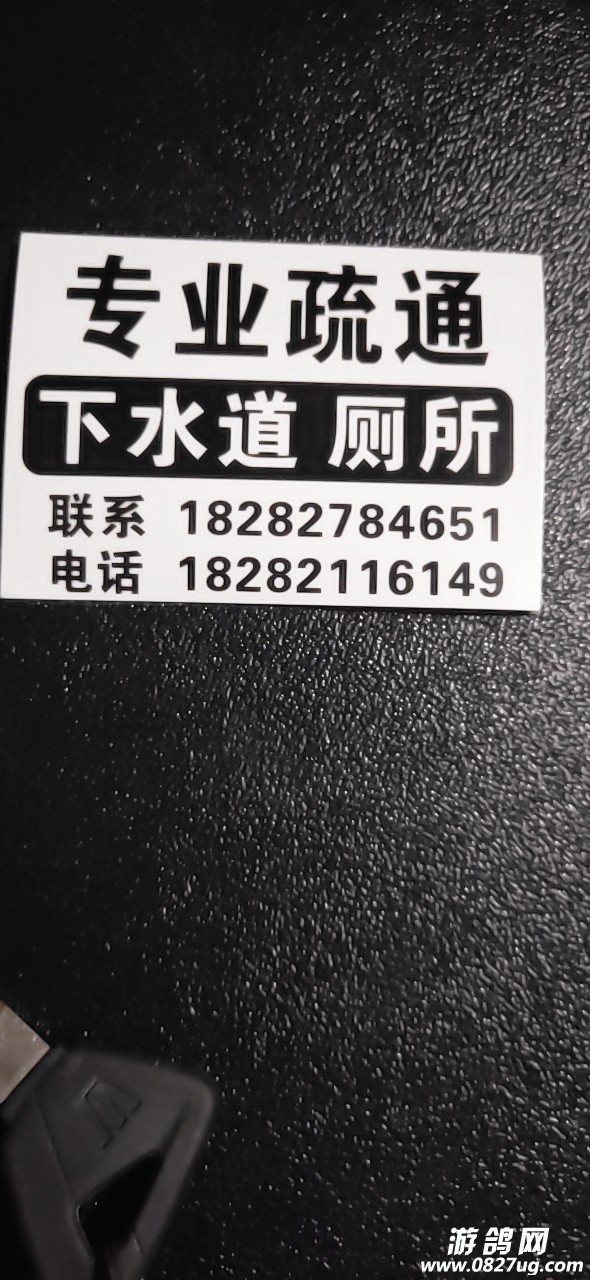 专业疏通
下水道 厕所
联系 18282784651
电话 18282116149
游鸽网
www.0827ug.com